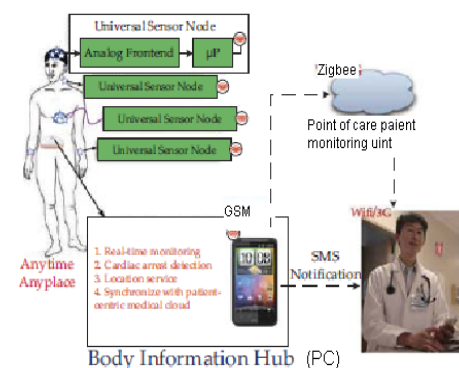 Universal Sensor Node
Analog Frontend
μP
Universal Sensor Node
Universal Sensor Node
Universal Sensor Node
Zigbee
Point of care paient
monitoring uint
GSM
Wifi/3G
Anytime
Anyplace
1. Real-time monitoring
2. Cardiac arrest detection
3. Location service
4. Synchronize with patient-
centric medical cloud
10 08
SMS
Notification
Body Information Hub (PC)